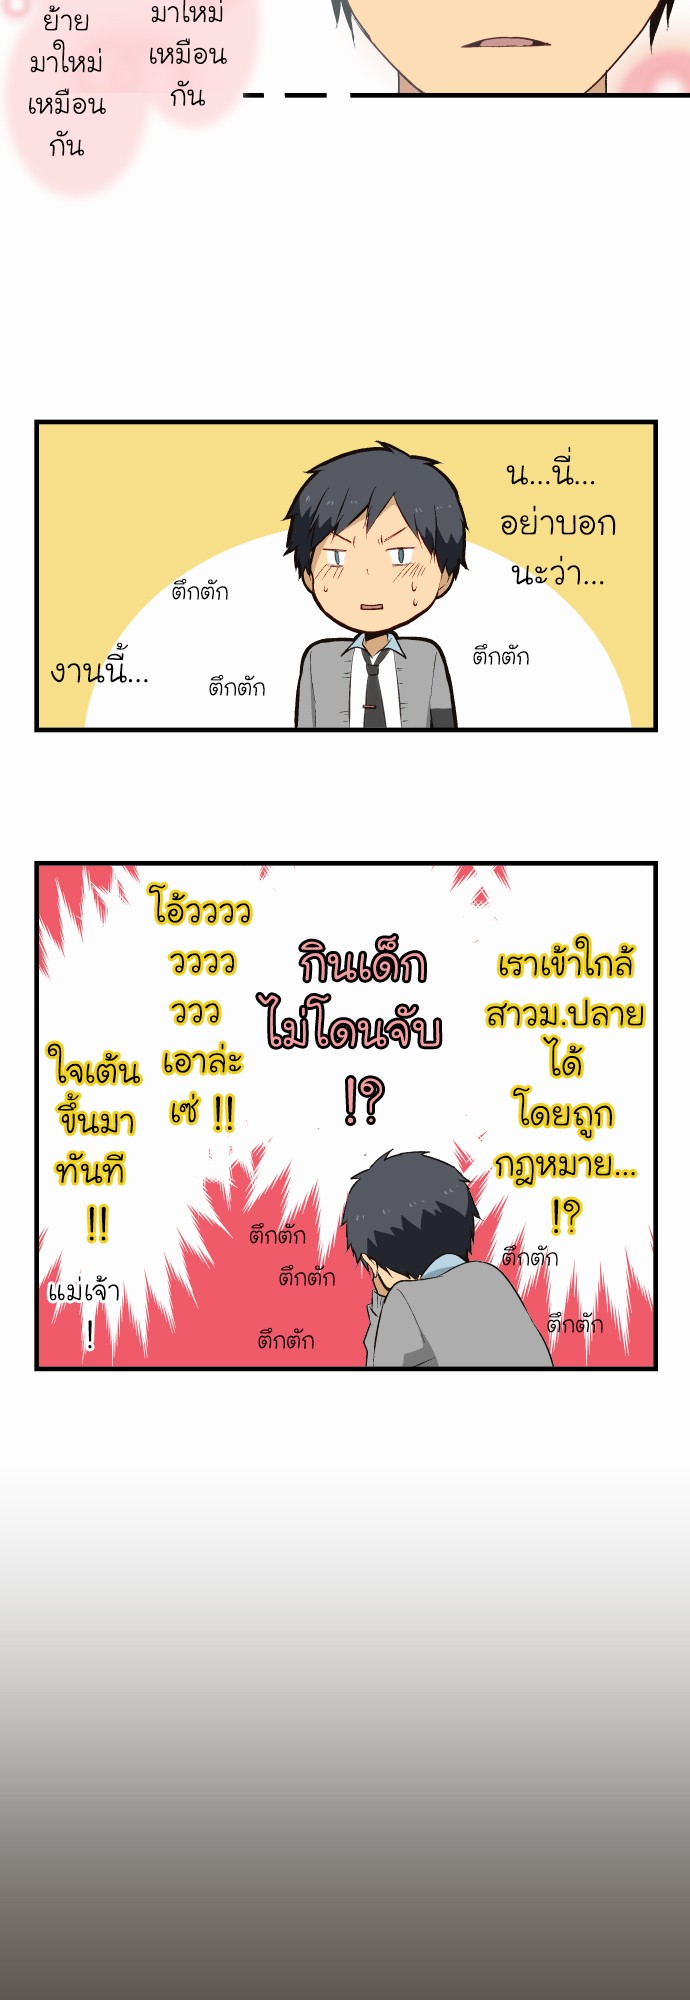 มาใหม่
เหมือน
กัน
ย้าย
มาใหม่
เหมือน
กัน
น...นี่...
อย่าบอก
นะว่า...
ตึกตัก
ตึกตัก
ตึกตัก
งานนี้...
เราเข้าใกล้
สาวม.ปลาย
ได้
โดยถูก
กฎหมาย...
!?
กินเด็ก
ไม่โดนจับ
!?
โอ้วววว
วววว
ววว
เอาล่ะ
เซ่ !!
ใจเต้น
ขึ้นมา
ทันที
!!
แม่เจ้า
!
ตึกตัก
ตึกตัก
ตึกตัก
ตึกตัก
ตึกตัก